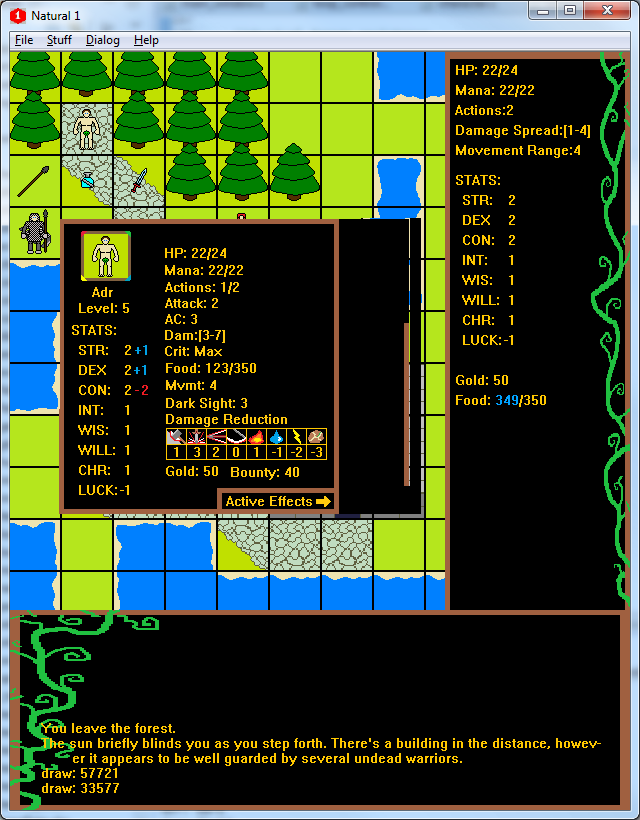 Natural 1
File Stuff Dialog Help
HP: 22/24
Mana: 22/22
Actions:2
Damage Spread:[1-4]
Movement Range:4
STATS:
STR: 2
DEX 2
CON: 2
INT: 1
WIS: 1
WILL: 1
CHR: 1
LUCK:-1
Gold: 50
Food: 349/350
Adr
Level: 5
STATS:
STR: 2 +1
DEX 2 +1
CON: 2 -2
INT: 1
WIS: 1
WILL: 1
CHR: 1
LUCK:-1
HP: 22/24
Mana: 22/22
Actions: 1/2
Attack: 2
AC: 3
Dam:[3-7]
Crit: Max
Food: 123/350
Mvmt: 4
Dark Sight: 3
Damage Reduction
1 3 2 0 1 -1 -2 -3
Gold: 50 Bounty: 40
Active Effects
You leave the forest.
The sun briefly blinds you as you step forth. There's a building in the distance, howev-
er it appears to be well guarded by several undead warriors.
draw: 57721
draw: 33577